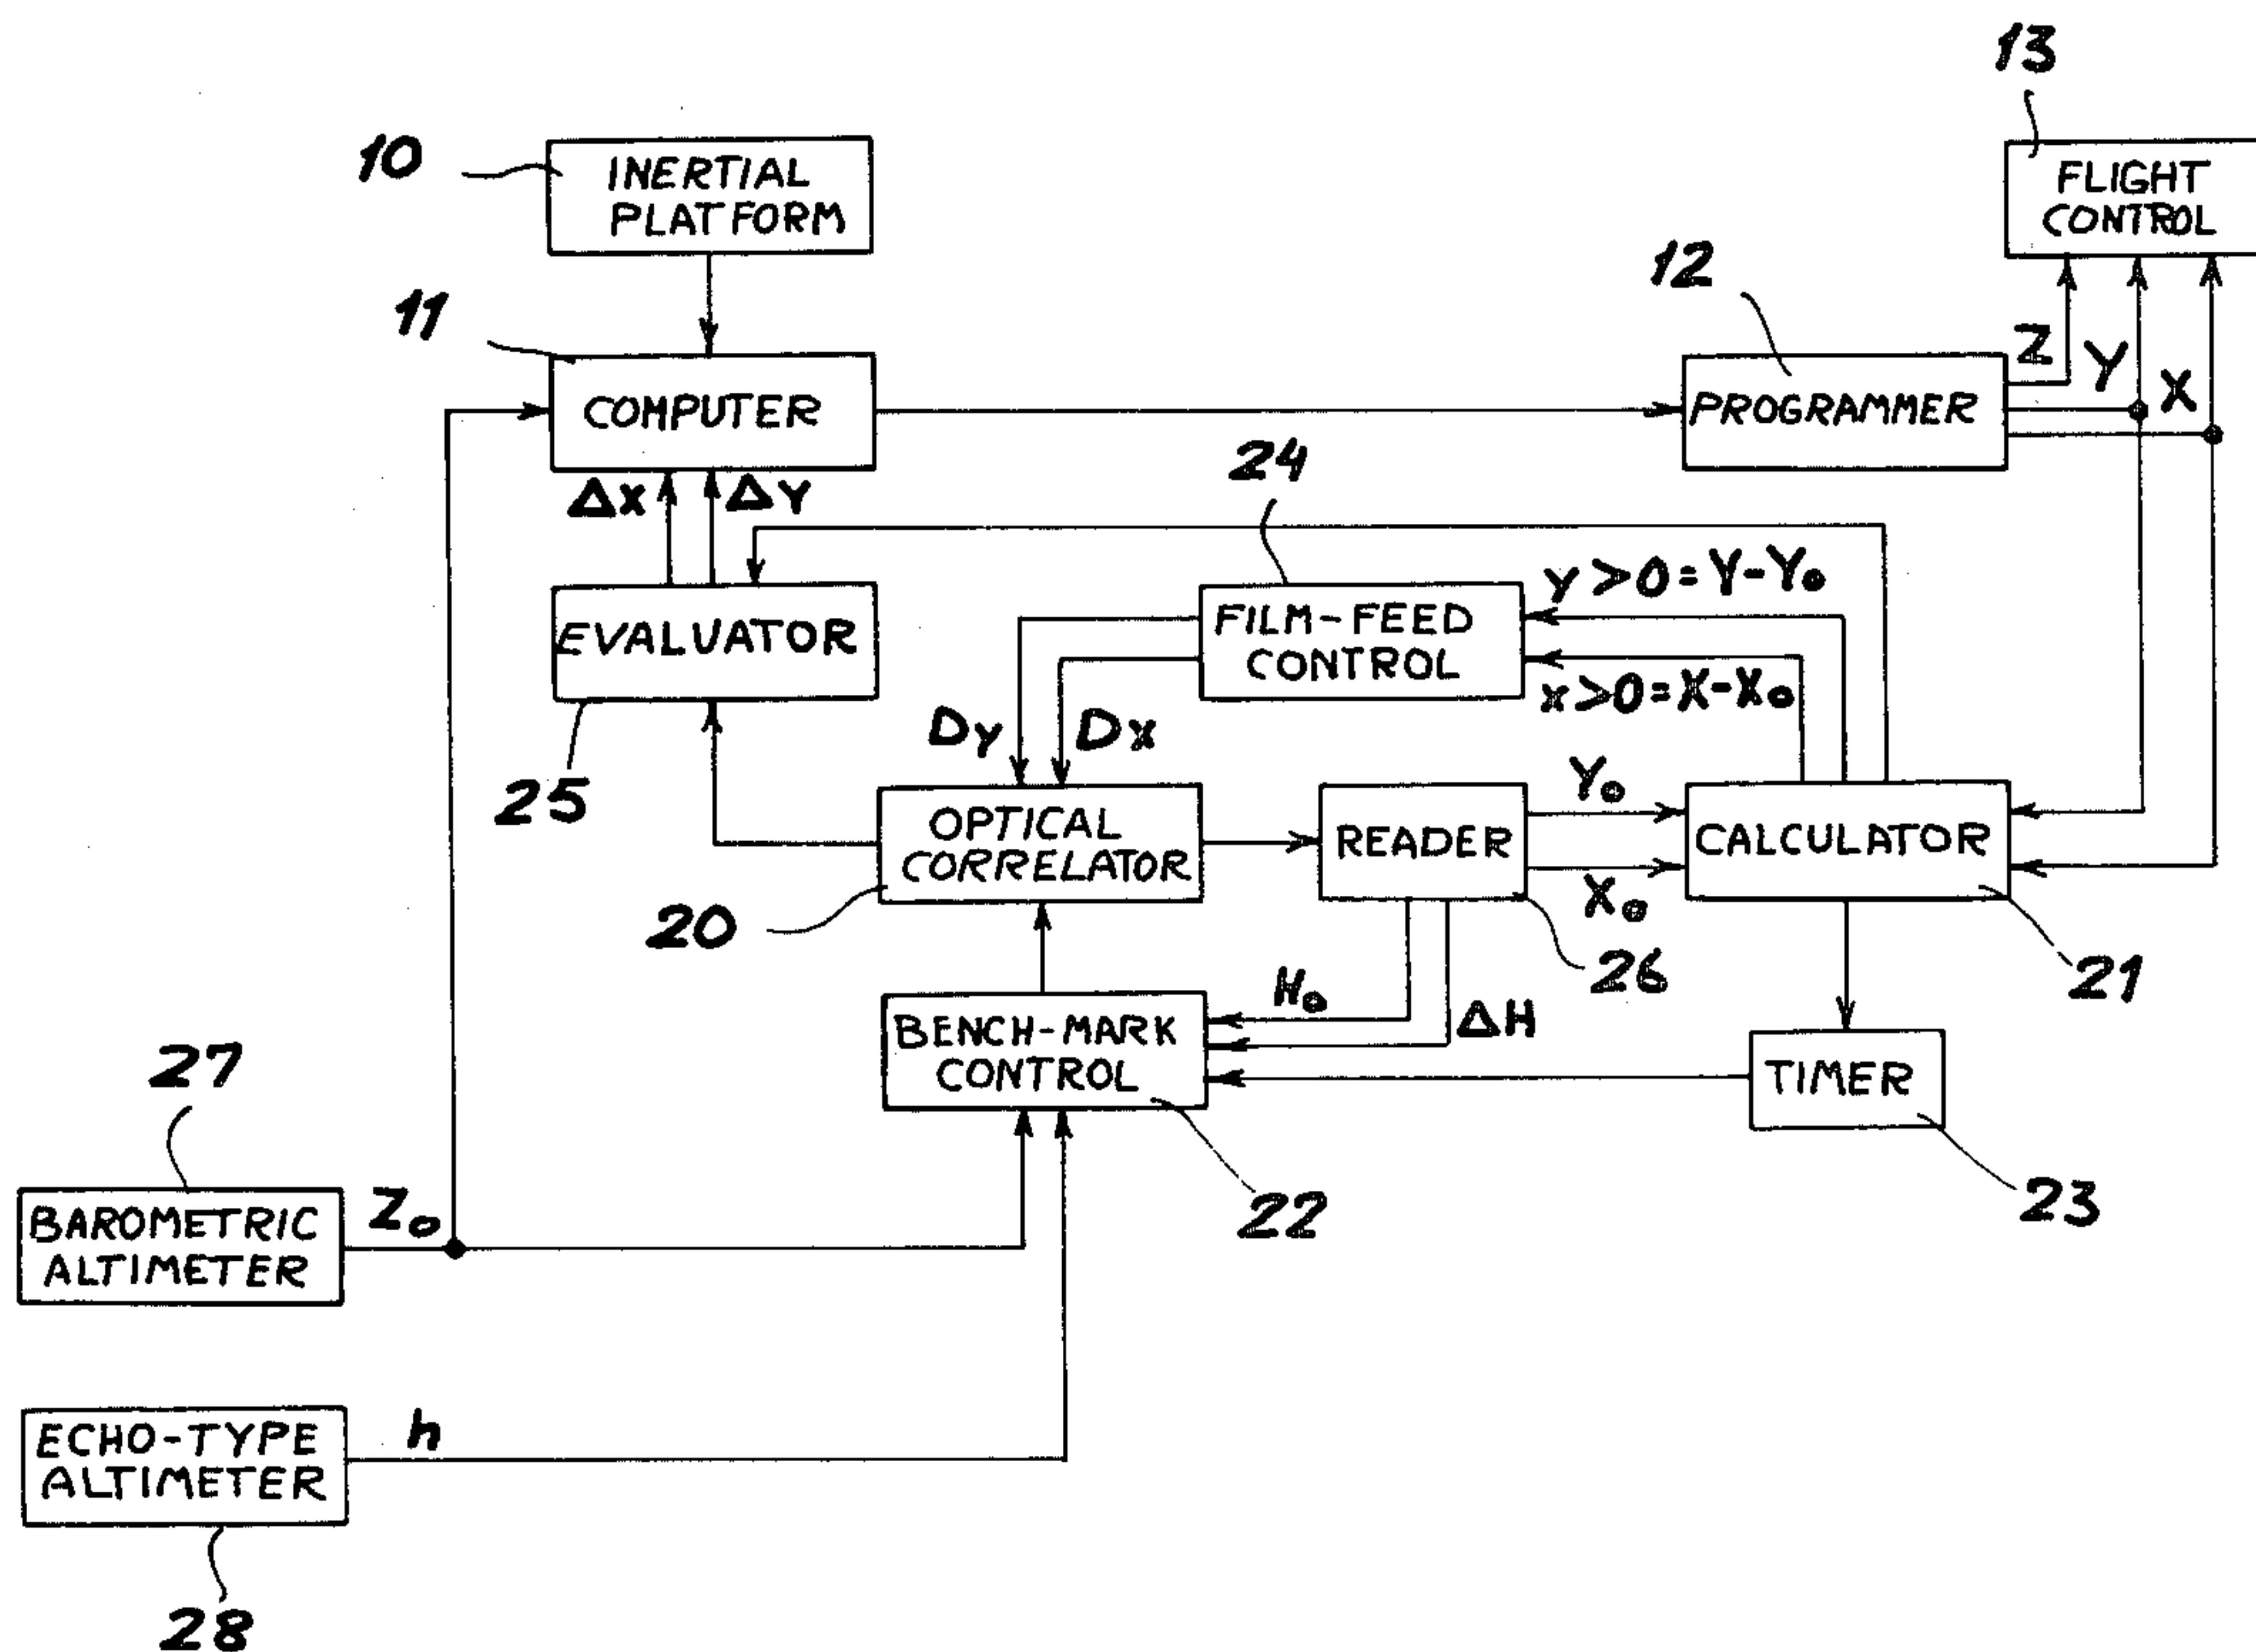 13
10
INERTIAL
PLATFORM
FLIGHT
CONTROL
12
11
Z
Y
X
COMPUTER
PROGRAMMER
24
ΔX
ΔY
y>0=Y-Y₀
EVALUATOR
FILM-FEED
CONTROL
x>0=X-X₀
Dy
Dx
25
Y₀
OPTICAL
CORRELATOR
READER
CALCULATOR
X₀
20
26
21
H₀
ΔH
BENCH-MARK
CONTROL
TIMER
27
22
23
Z₀
BAROMETRIC
ALTIMETER
h
ECHO-TYPE
ALTIMETER
28